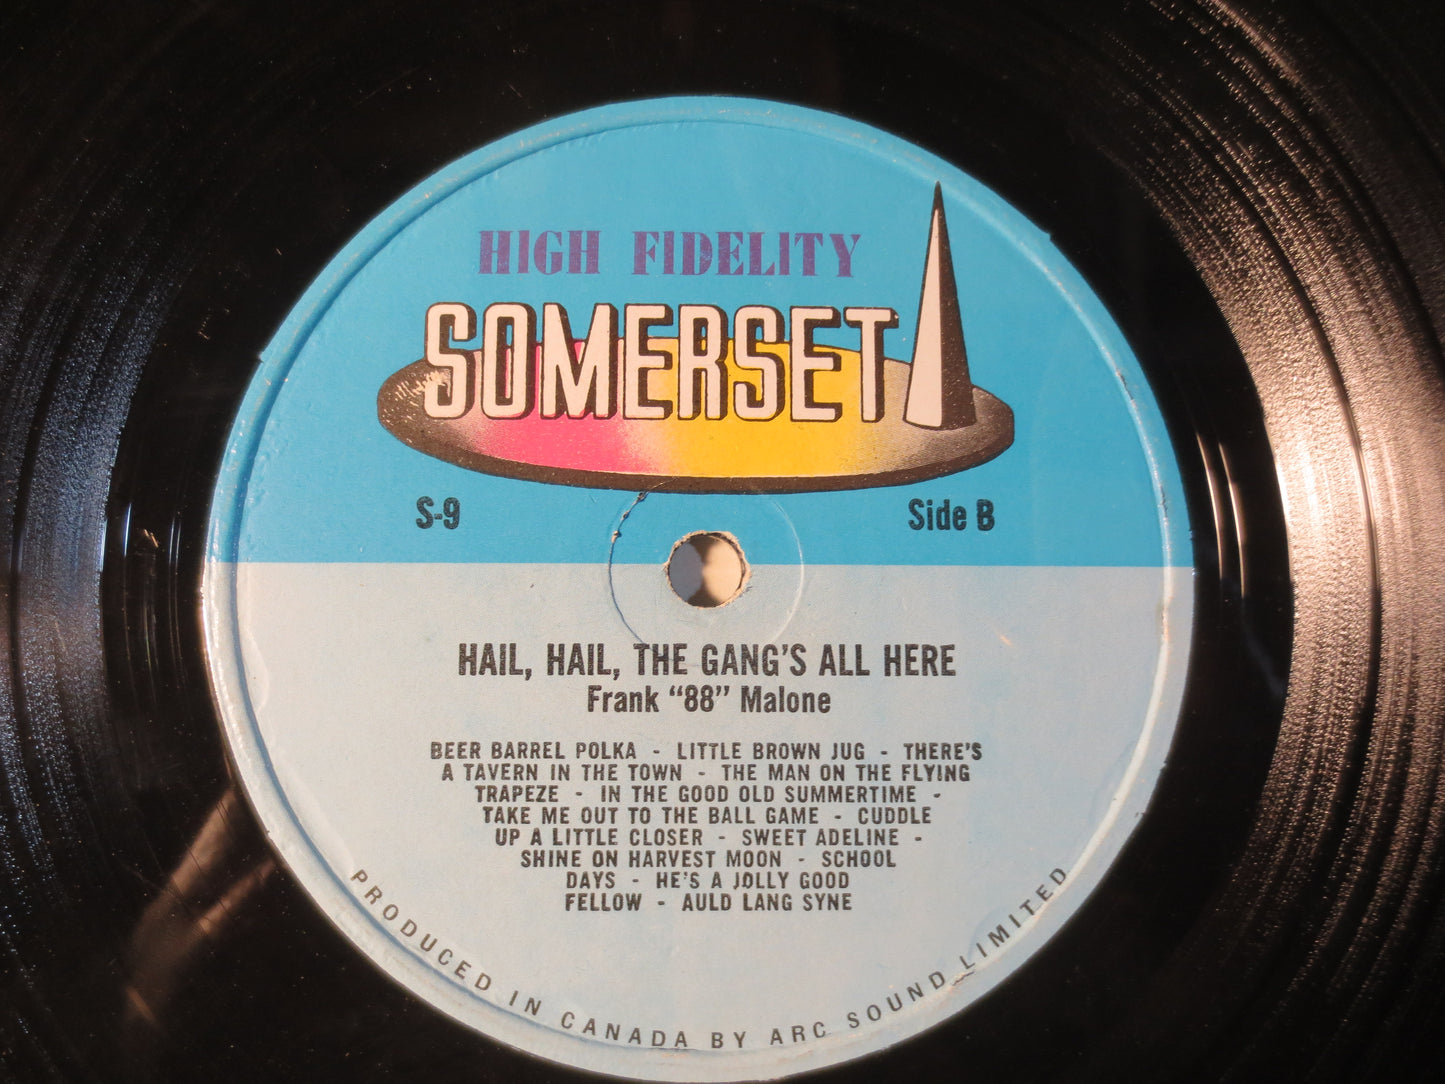 HIGH FIDELITY
SOMERSET
S-9
Side B
HAIL, HAIL, THE GANG'S ALL HERE
Frank "88" Malone
BEER BARREL POLKA - LITTLE BROWN JUG - THERE'S
A TAVERN IN THE TOWN - THE MAN ON THE FLYING
TRAPEZE - IN THE GOOD OLD SUMMERTIME -
TAKE ME OUT TO THE BALL GAME - CUDDLE
UP A LITTLE CLOSER - SWEET ADELINE -
SHINE ON HARVEST MOON - SCHOOL
DAYS - HE'S A JOLLY GOOD
FELLOW - AULD LANG SYNE
PRODUCED IN CANADA BY ARC SOUND LIMITED